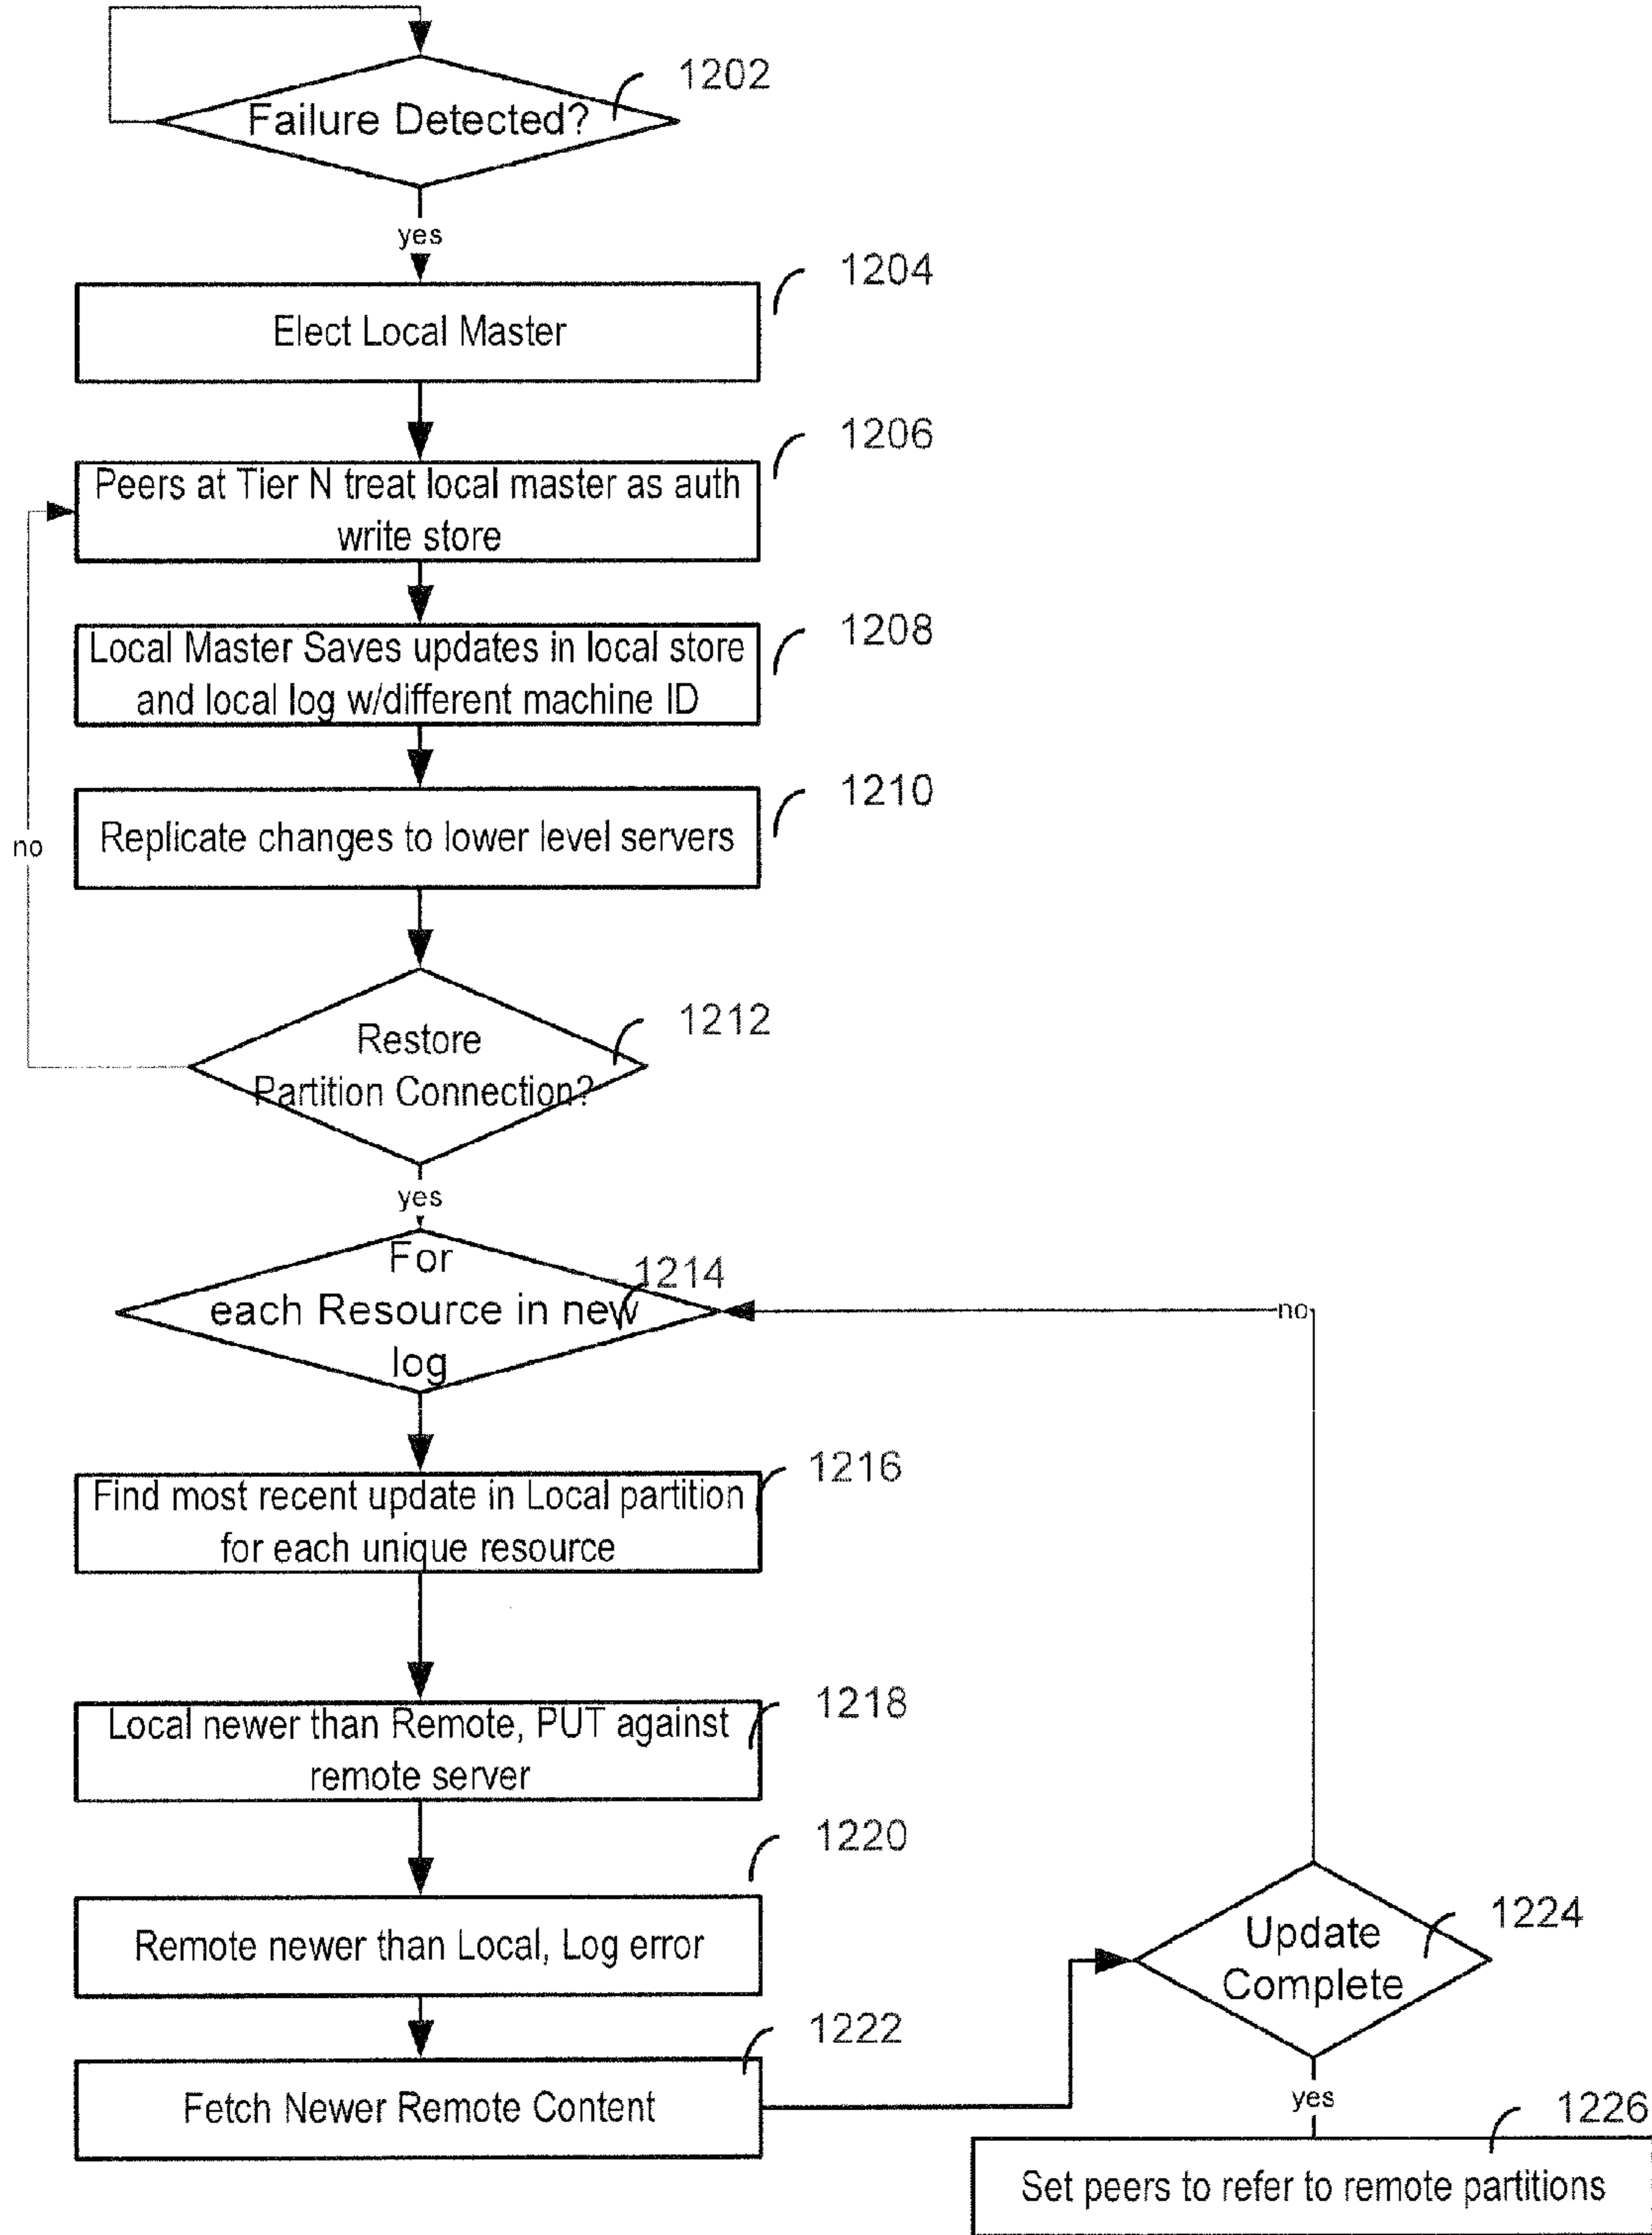 1202
Failure Detected?
yes
1204
Elect Local Master
1206
Peers at Tier N treat local master as auth
write store
1208
Local Master Saves updates in local store
and local log w/different machine ID
1210
Replicate changes to lower level servers
no
1212
Restore
Partition Connection?
yes
For
1214
each Resource in new
no
log
1216
Find most recent update in Local partition
for each unique resource
1218
Local newer than Remote, PUT against
remote server
1220
Remote newer than Local, Log error
1224
Update
Complete
1222
Fetch Newer Remote Content
yes
1226
Set peers to refer to remote partitions